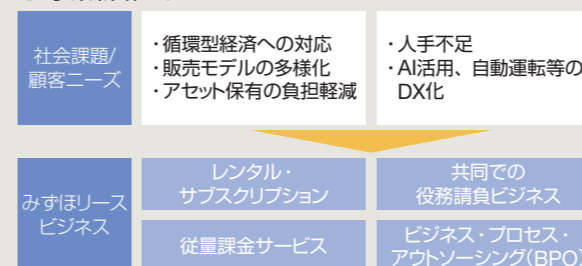 社会課題/
顧客ニーズ
・循環型経済への対応
・販売モデルの多様化
・アセット保有の負担軽減
・人手不足
・AI活用、自動運転等の
DX化
みずほリース
ビジネス
レンタル・
サブスクリプション
共同での
役務請負ビジネス
従量課金サービス
ビジネス・プロセス・
アウトソーシング(BPO)